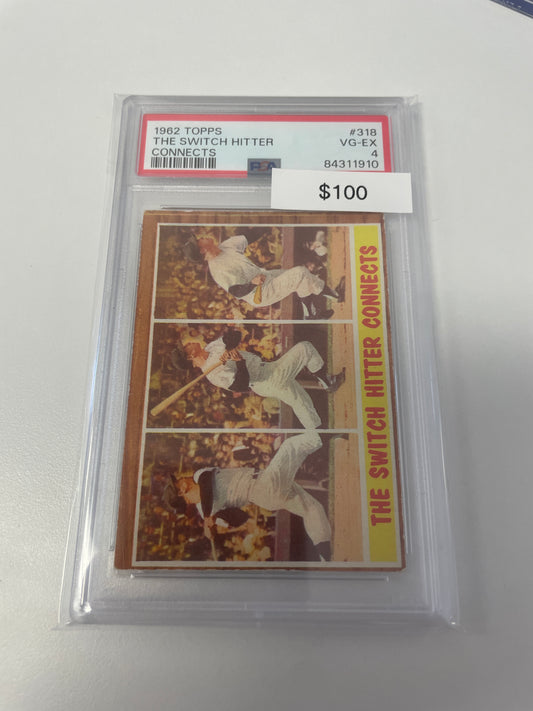 1962 TOPPS #318
THE SWITCH HITTER VG-EX
CONNECTS 4
PSA 84311910
$100
THE SWITCH HITTER CONNECTS